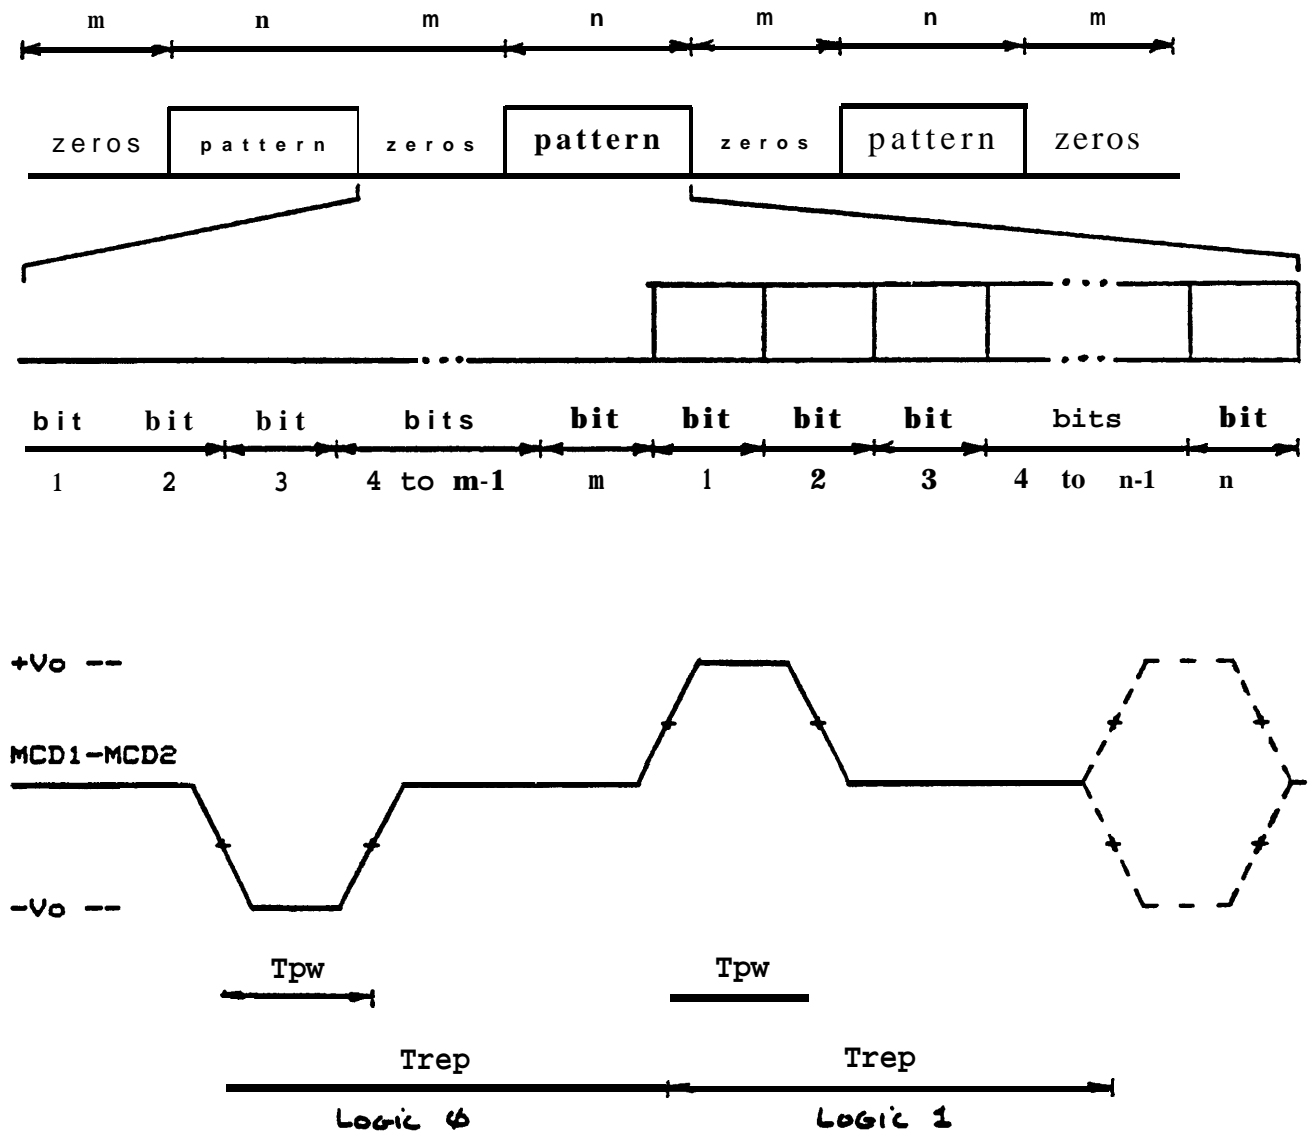 m n m n m n m
zeros pattern zeros pattern zeros pattern zeros
bit bit bit bits bit bit bit bit bits bit
1 2 3 4 to m-1 m 1 2 3 4 to n-1 n
+Vo --
MCD1-MCD2
-Vo --
Tpw Tpw
Trep Trep
LOGIC 0 LOGIC 1